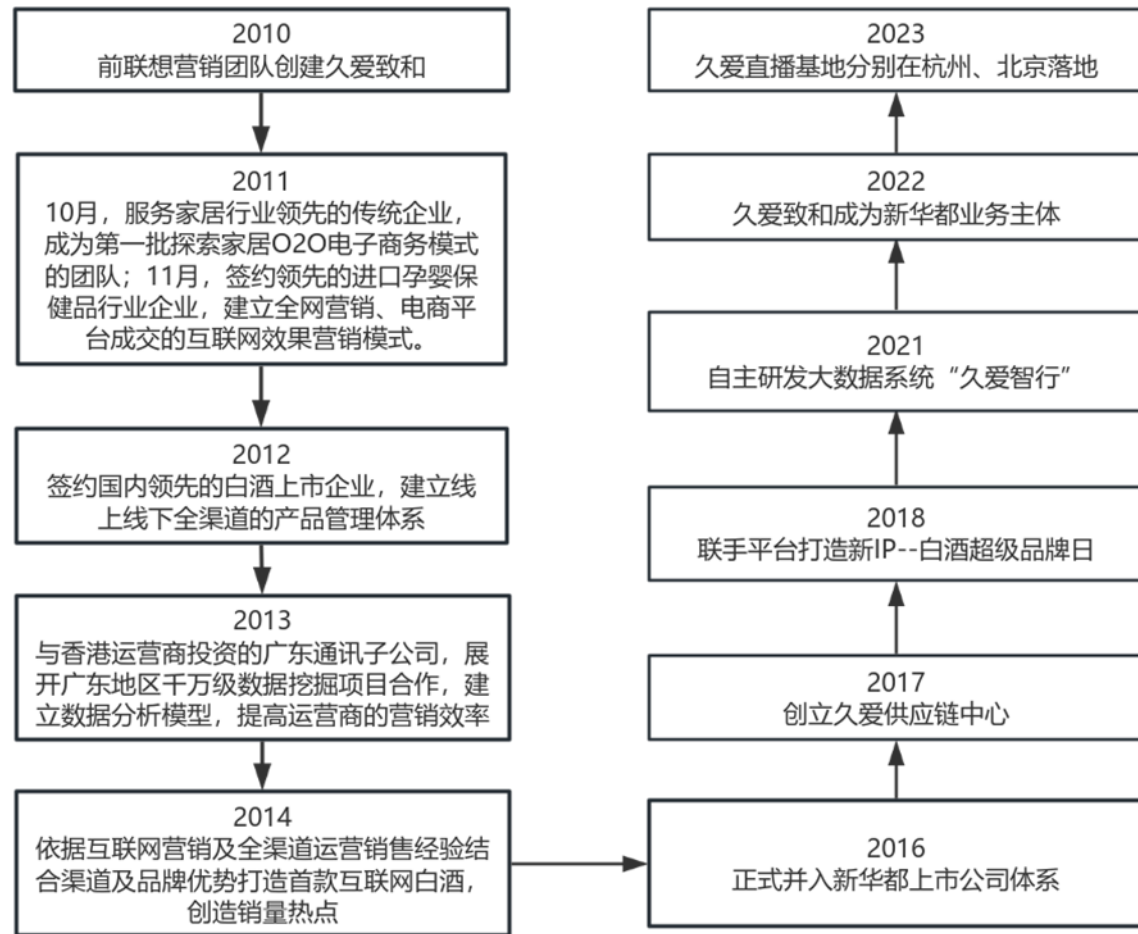 2010
前联想营销团队创建久爱致和
2011
10月，服务家居行业领先的传统企业，
成为第一批探索家居O2O电子商务模式
的团队；11月，签约领先的进口孕婴保
健品行业企业，建立全网营销、电商平
台成交的互联网效果营销模式。
2012
签约国内领先的白酒上市企业，建立线
上线下全渠道的产品管理体系
2013
与香港运营商投资的广东通讯子公司，展
开广东地区千万级数据挖掘项目合作，建
立数据分析模型，提高运营商的营销效率
2014
依据互联网营销及全渠道运营销售经验结
合渠道及品牌优势打造首款互联网白酒，
创造销量热点
2016
正式并入新华都上市公司体系
2017
创立久爱供应链中心
2018
联手平台打造新IP--白酒超级品牌日
2021
自主研发大数据系统“久爱智行”
2022
久爱致和成为新华都业务主体
2023
久爱直播基地分别在杭州、北京落地